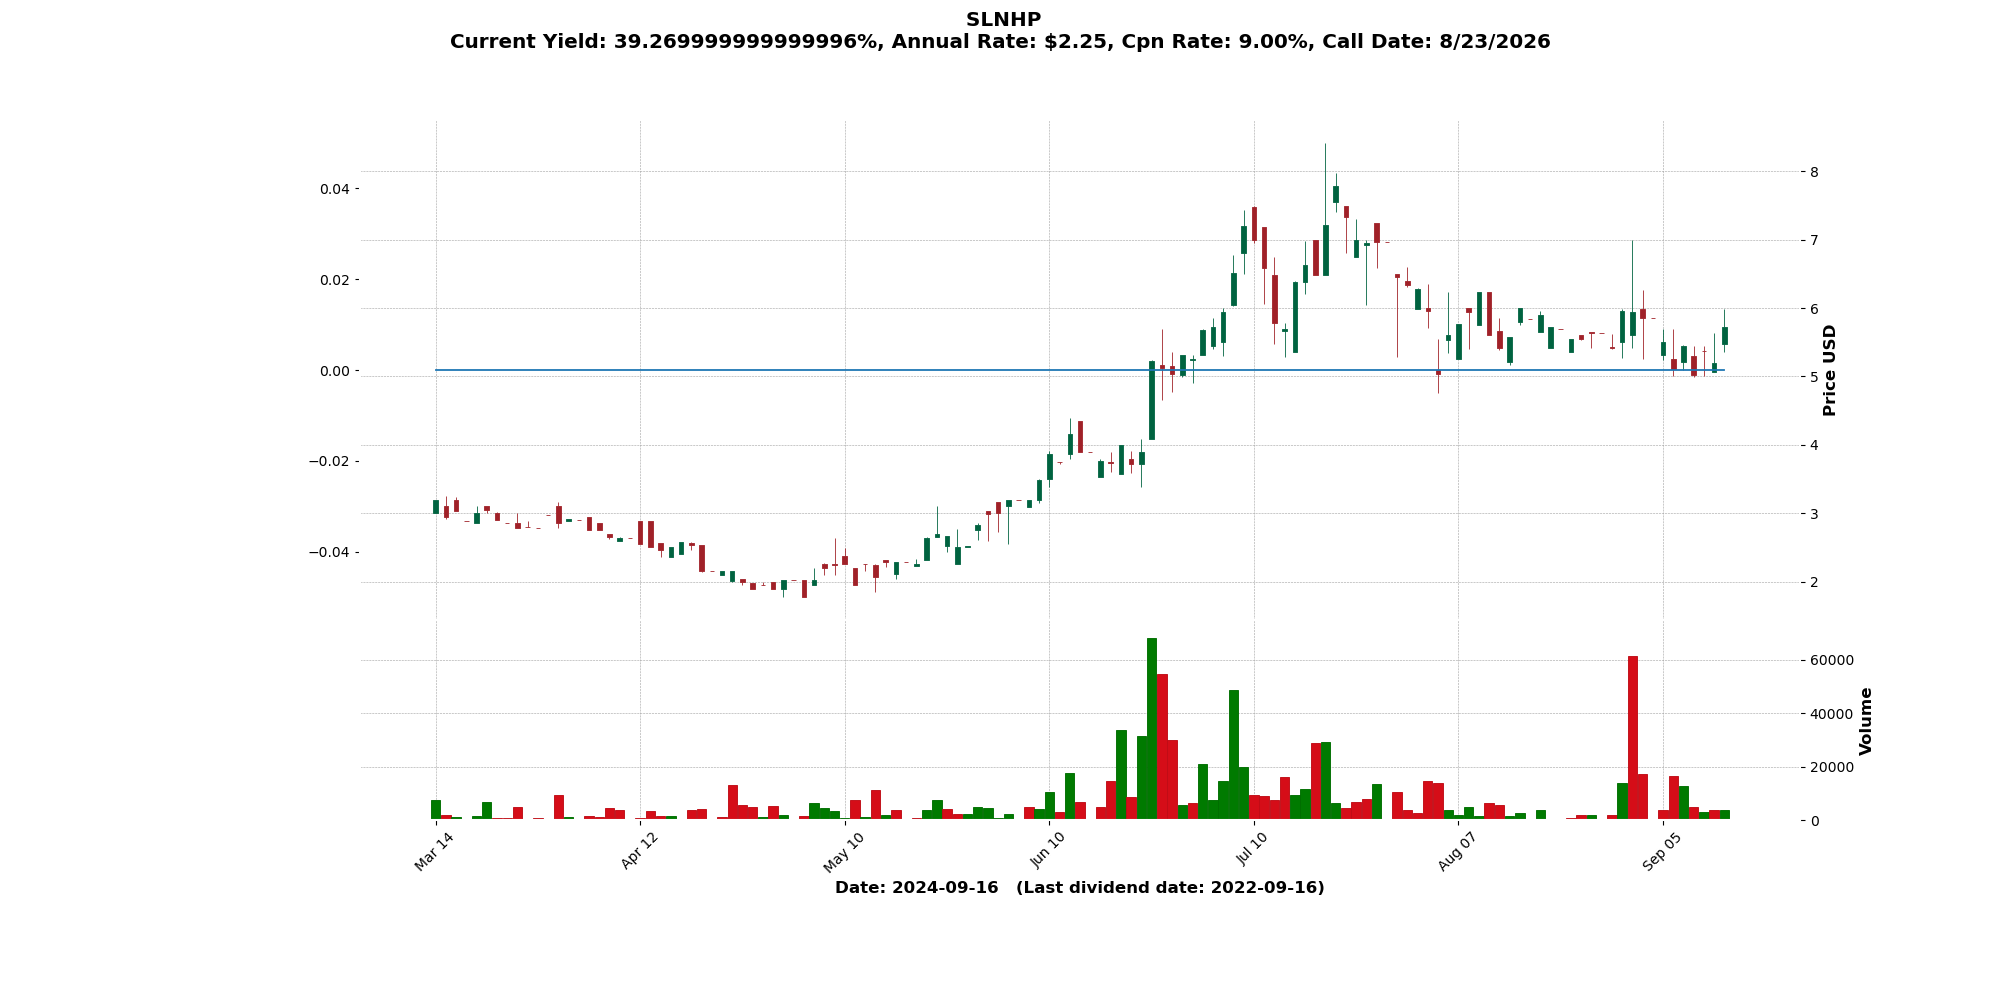 SLNHP
Current Yield: 39.269999999999996%, Annual Rate: $2.25, Cpn Rate: 9.00%, Call Date: 8/23/2026
0.04
0.02
0.00
−0.02
−0.04
8
7
6
5
4
3
2
Price USD
60000
40000
20000
0
Volume
Mar 14
Apr 12
May 10
Jun 10
Jul 10
Aug 07
Sep 05
Date: 2024-09-16   (Last dividend date: 2022-09-16)